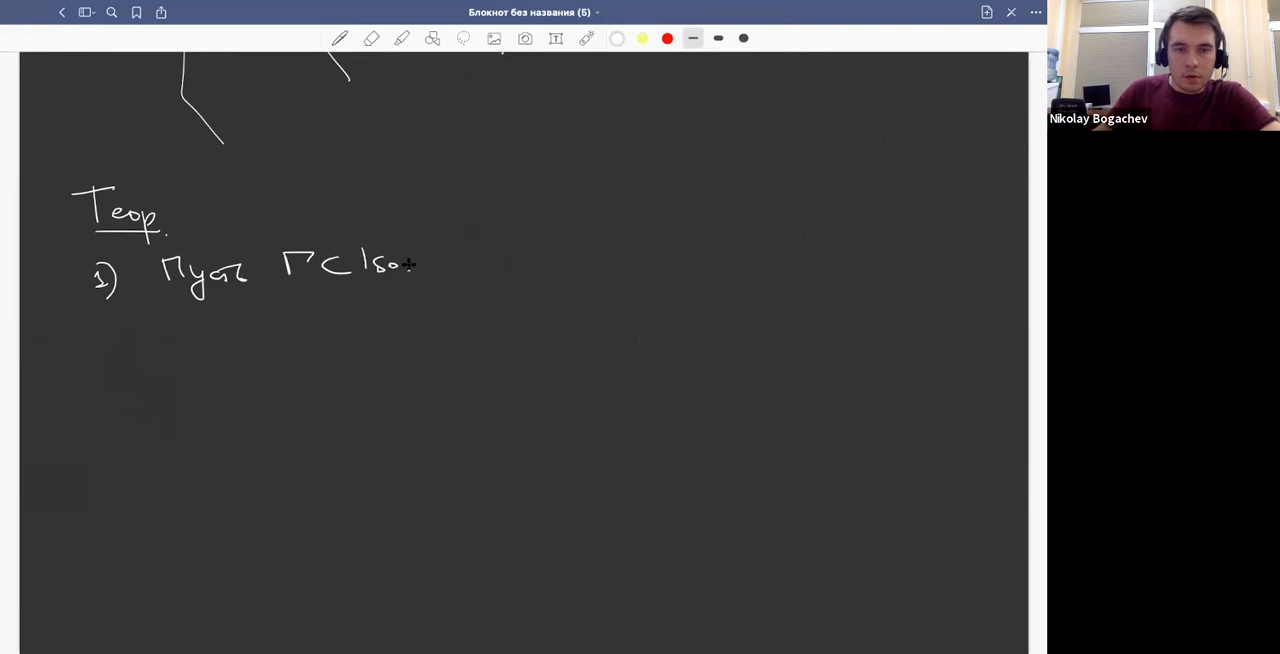 Блокнот без названия (5)
Nikolay Bogachev
Теор.
1) Пусть Γ ⊂ Iso